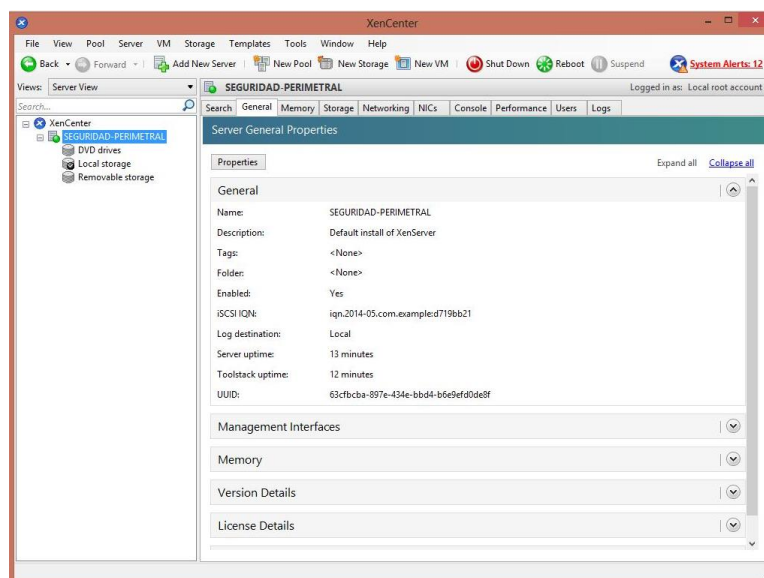 XenCenter
File View Pool Server VM Storage Templates Tools Window Help
Back Forward Add New Server New Pool New Storage New VM Shut Down Reboot Suspend System Alerts: 12
Views: Server View SEGURIDAD-PERIMETRAL Logged in as: Local root account
Search... Search General Memory Storage Networking NICs Console Performance Users Logs
XenCenter
SEGURIDAD-PERIMETRAL
DVD drives
Local storage
Removable storage
Server General Properties
Properties Expand all Collapse all
General
Name: SEGURIDAD-PERIMETRAL
Description: Default install of XenServer
Tags: <None>
Folder: <None>
Enabled: Yes
iSCSI IQN: iqn.2014-05.com.example:d719bb21
Log destination: Local
Server uptime: 13 minutes
Toolstack uptime: 12 minutes
UUID: 63cfbcba-897e-434e-bbd4-b6e9efd0de8f
Management Interfaces
Memory
Version Details
License Details